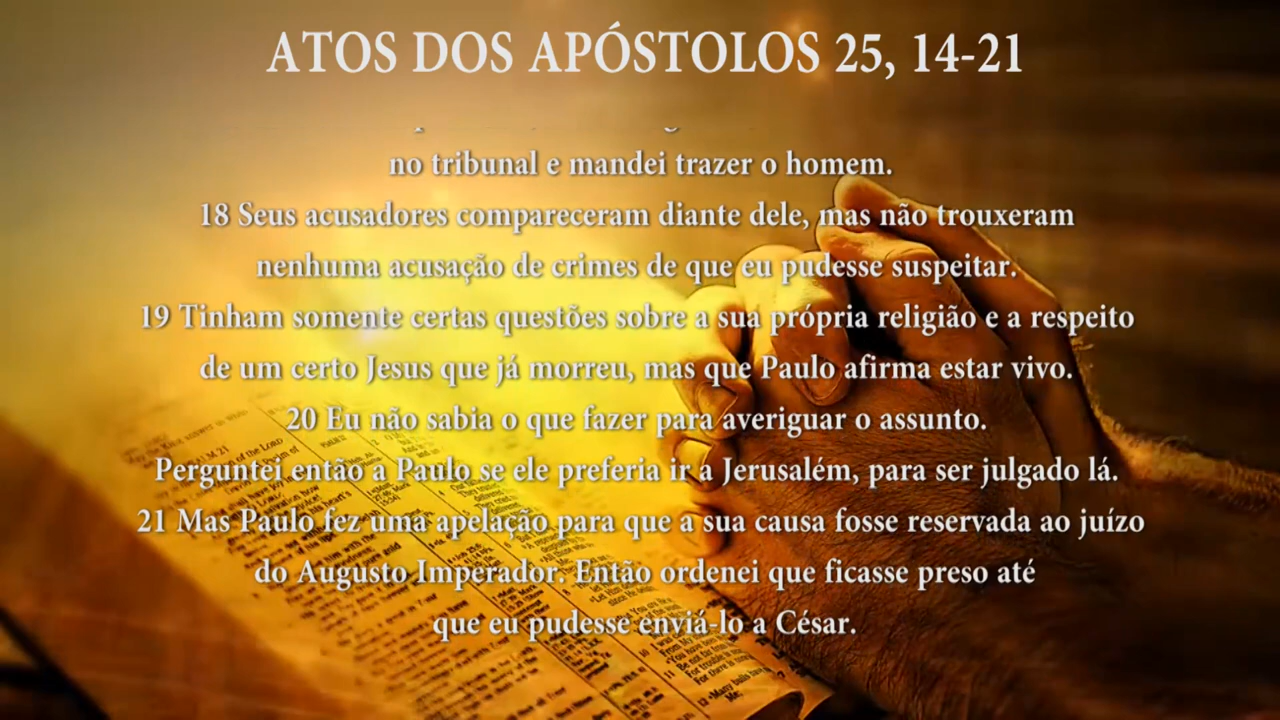 ATOS DOS APÓSTOLOS 25, 14-21
no tribunal e mandei trazer o homem.
18 Seus acusadores compareceram diante dele, mas não trouxeram
nenhuma acusação de crimes de que eu pudesse suspeitar.
19 Tinham somente certas questões sobre a sua própria religião e a respeito
de um certo Jesus que já morreu, mas que Paulo afirma estar vivo.
20 Eu não sabia o que fazer para averiguar o assunto.
Perguntei então a Paulo se ele preferia ir a Jerusalém, para ser julgado lá.
21 Mas Paulo fez uma apelação para que a sua causa fosse reservada ao juízo
do Augusto Imperador. Então ordenei que ficasse preso até
que eu pudesse enviá-lo a César.